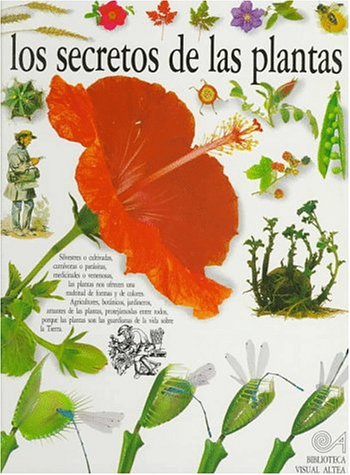 los secretos de las plantas
Silvestres o cultivadas,
carnívoras o parásitas,
medicinales o venenosas,
las plantas nos ofrecen una
multitud de formas y de colores.
Agricultores, botánicos, jardineros,
amantes de las plantas, protejámoslas entre todos,
porque las plantas son las guardianas de la vida sobre
la Tierra.
BIBLIOTECA
VISUAL ALTEA